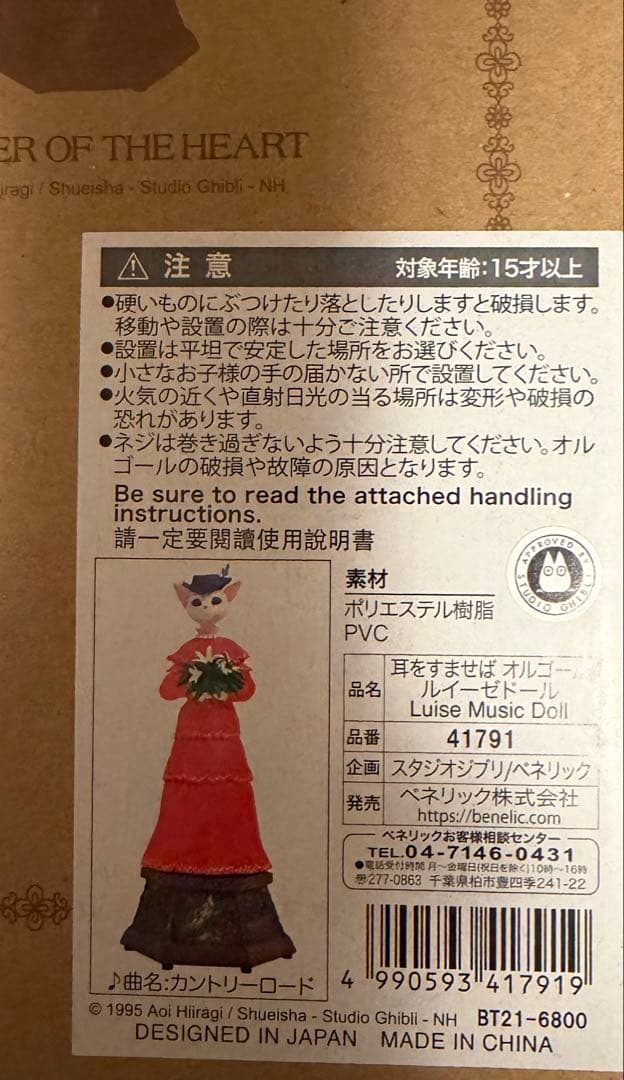 ER OF THE HEART
iiragi / Shueisha - Studio Ghibli - NH
注意
対象年齢:15才以上
●硬いものにぶつけたり落としたりしますと破損します。
移動や設置の際は十分ご注意ください。
●設置は平坦で安定した場所をお選びください。
●小さなお子様の手の届かない所で設置してください。
●火気の近くや直射日光の当る場所は変形や破損の
恐れがあります。
●ネジは巻き過ぎないよう十分注意してください。オル
ゴールの破損や故障の原因となります。
Be sure to read the attached handling
instructions.
請一定要閱讀使用說明書
APPROVED BY
STUDIO GHIBLI
素材
ポリエステル樹脂
PVC
品名 耳をすませば オルゴール
ルイーゼドール
Luise Music Doll
品番 41791
企画 スタジオジブリ/ベネリック
発売 ベネリック株式会社
https://benelic.com
ベネリックお客様相談センター
TEL.04-7146-0431
●電話受付時間 月〜金曜日(祝日を除く)10時〜16時
〒277-0863 千葉県柏市豊四季241-22
♪曲名:カントリーロード
4 990593 417919
© 1995 Aoi Hiiragi / Shueisha - Studio Ghibli - NH BT21-6800
DESIGNED IN JAPAN MADE IN CHINA